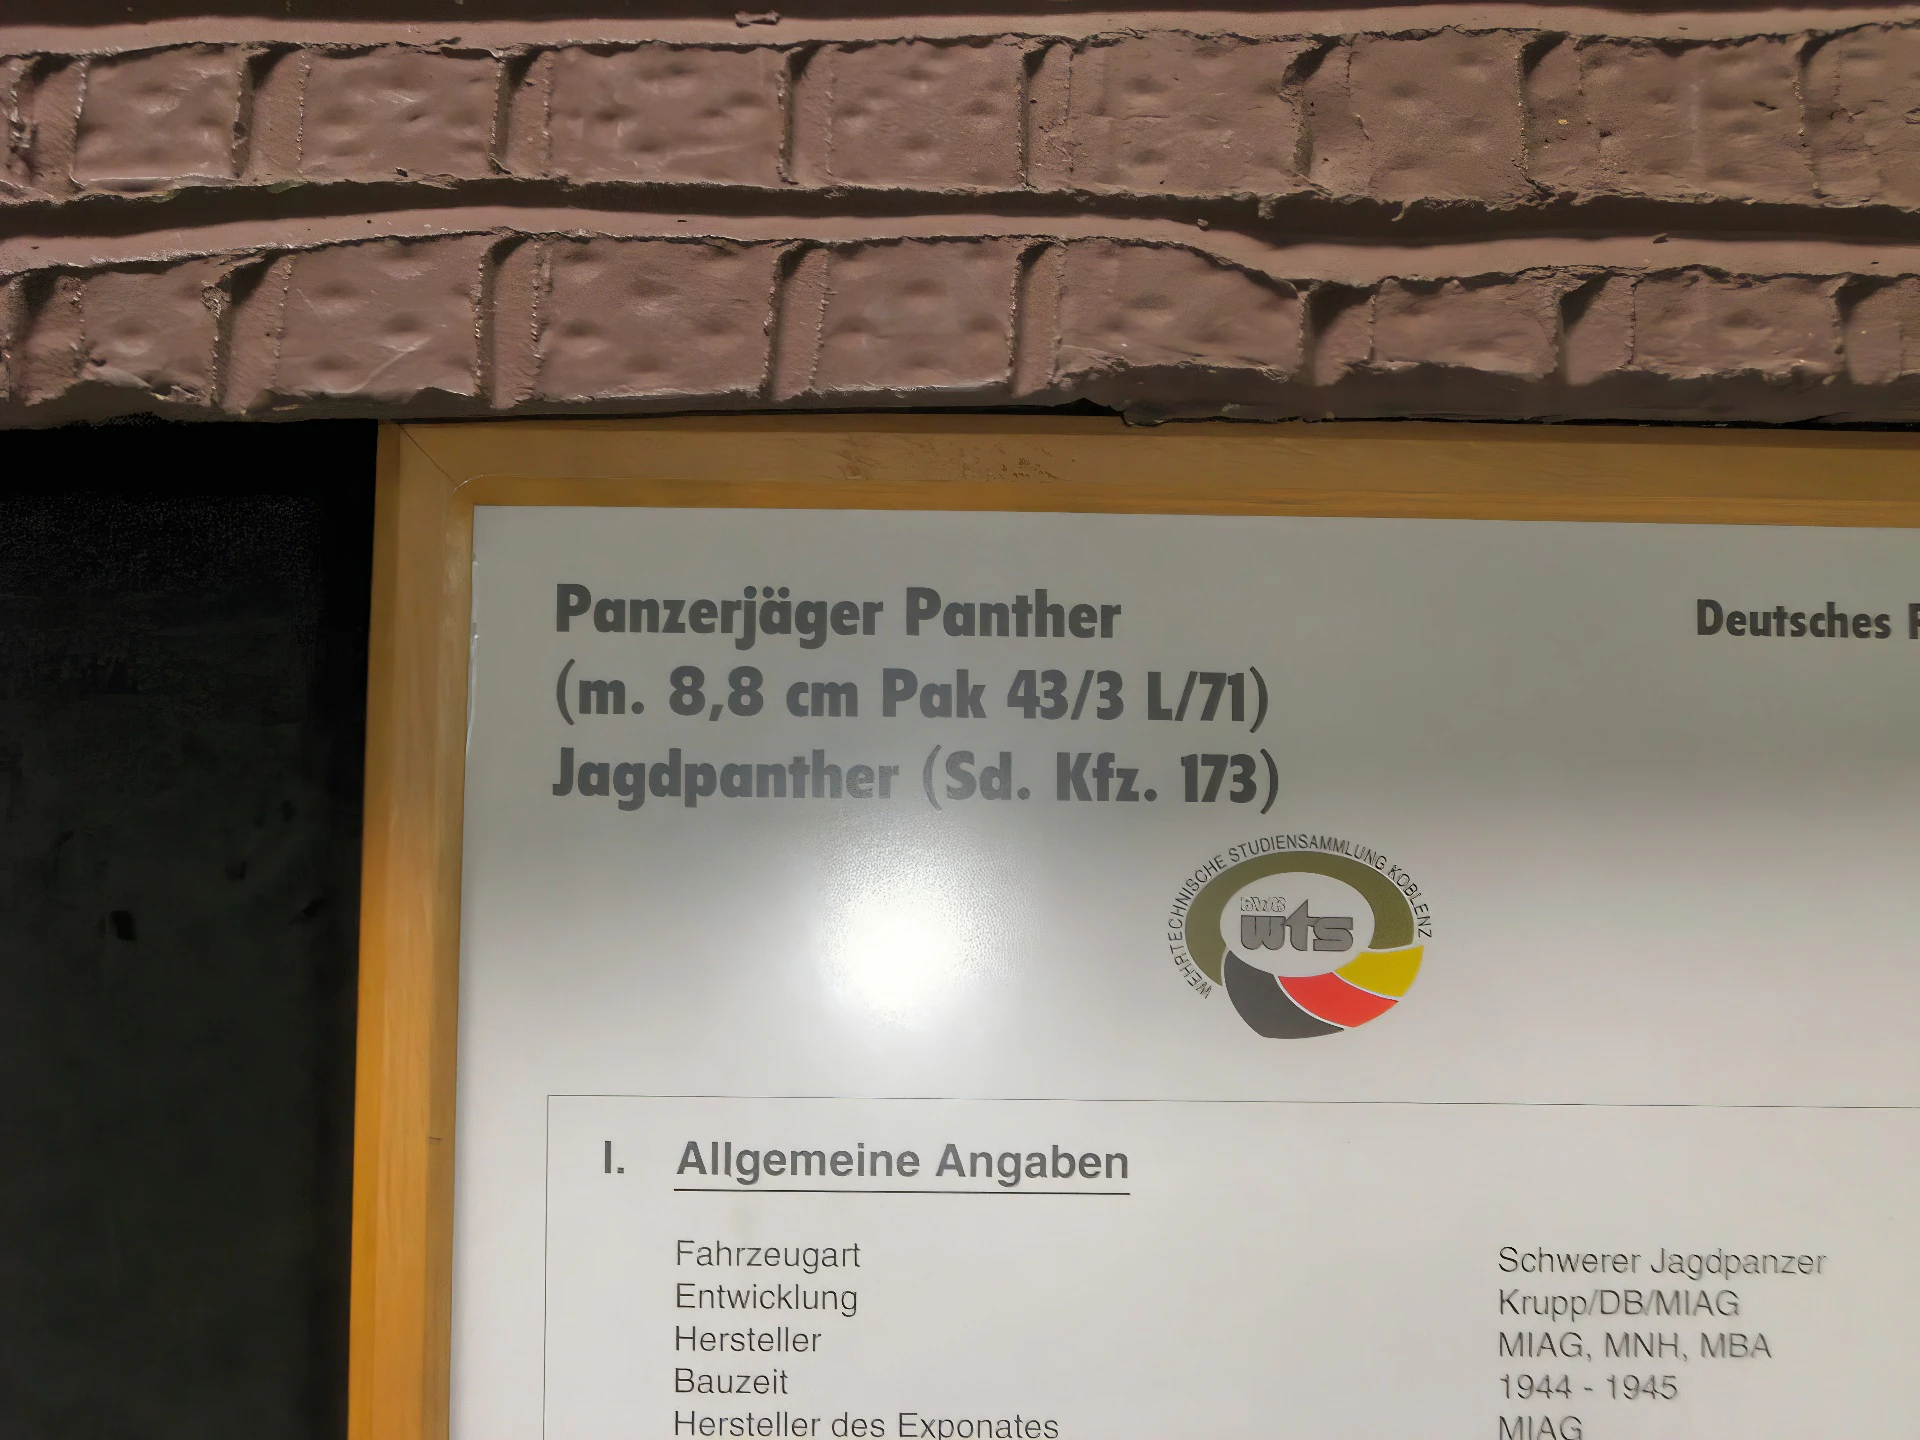 Panzerjäger Panther
(m. 8,8 cm Pak 43/3 L/71)
Jagdpanther (Sd. Kfz. 173)
Deutsches
WEHRTECHNISCHE STUDIENSAMMLUNG KOBLENZ
BWB
wts
I. Allgemeine Angaben
Fahrzeugart Schwerer Jagdpanzer
Entwicklung Krupp/DB/MIAG
Hersteller MIAG, MNH, MBA
Bauzeit 1944 - 1945
Hersteller des Exponates MIAG